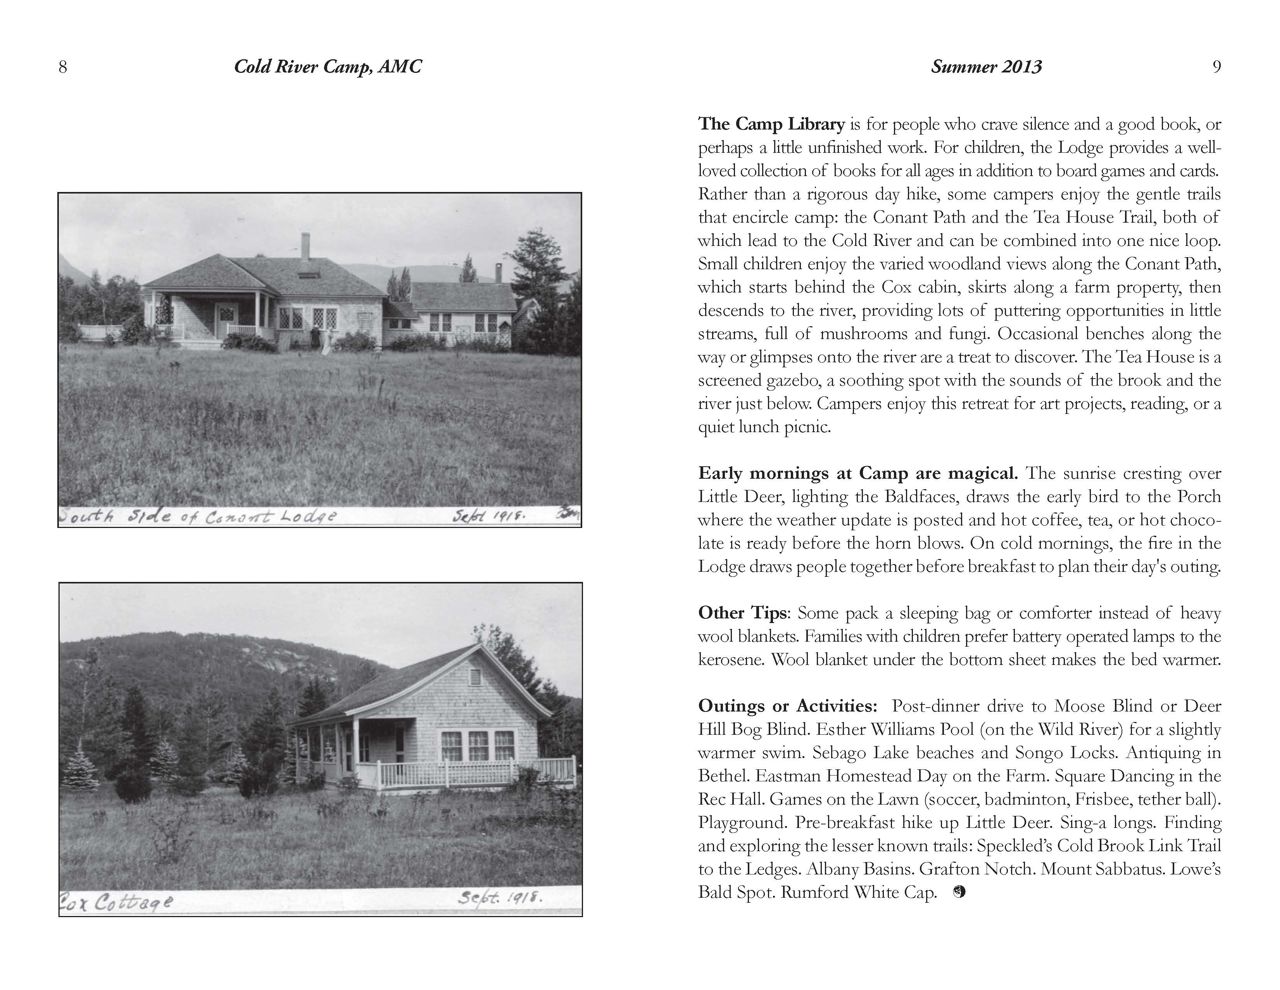 8
Cold River Camp, AMC
South Side of Conant Lodge
Sept 1918.
Cox Cottage
Sept. 1918.
Summer 2013
9
The Camp Library is for people who crave silence and a good book, or
perhaps a little unfinished work. For children, the Lodge provides a well-
loved collection of books for all ages in addition to board games and cards.
Rather than a rigorous day hike, some campers enjoy the gentle trails
that encircle camp: the Conant Path and the Tea House Trail, both of
which lead to the Cold River and can be combined into one nice loop.
Small children enjoy the varied woodland views along the Conant Path,
which starts behind the Cox cabin, skirts along a farm property, then
descends to the river, providing lots of puttering opportunities in little
streams, full of mushrooms and fungi. Occasional benches along the
way or glimpses onto the river are a treat to discover. The Tea House is a
screened gazebo, a soothing spot with the sounds of the brook and the
river just below. Campers enjoy this retreat for art projects, reading, or a
quiet lunch picnic.
Early mornings at Camp are magical. The sunrise cresting over
Little Deer, lighting the Baldfaces, draws the early bird to the Porch
where the weather update is posted and hot coffee, tea, or hot choco-
late is ready before the horn blows. On cold mornings, the fire in the
Lodge draws people together before breakfast to plan their day's outing.
Other Tips: Some pack a sleeping bag or comforter instead of heavy
wool blankets. Families with children prefer battery operated lamps to the
kerosene. Wool blanket under the bottom sheet makes the bed warmer.
Outings or Activities: Post-dinner drive to Moose Blind or Deer
Hill Bog Blind. Esther Williams Pool (on the Wild River) for a slightly
warmer swim. Sebago Lake beaches and Songo Locks. Antiquing in
Bethel. Eastman Homestead Day on the Farm. Square Dancing in the
Rec Hall. Games on the Lawn (soccer, badminton, Frisbee, tether ball).
Playground. Pre-breakfast hike up Little Deer. Sing-a longs. Finding
and exploring the lesser known trails: Speckled’s Cold Brook Link Trail
to the Ledges. Albany Basins. Grafton Notch. Mount Sabbatus. Lowe’s
Bald Spot. Rumford White Cap.